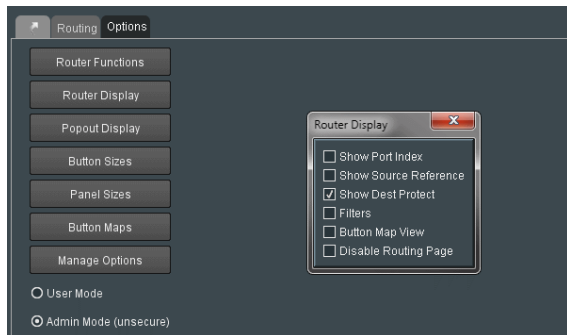 Routing Options
Router Functions
Router Display
Popout Display
Button Sizes
Panel Sizes
Button Maps
Manage Options
User Mode
Admin Mode (unsecure)
Router Display
Show Port Index
Show Source Reference
Show Dest Protect
Filters
Button Map View
Disable Routing Page